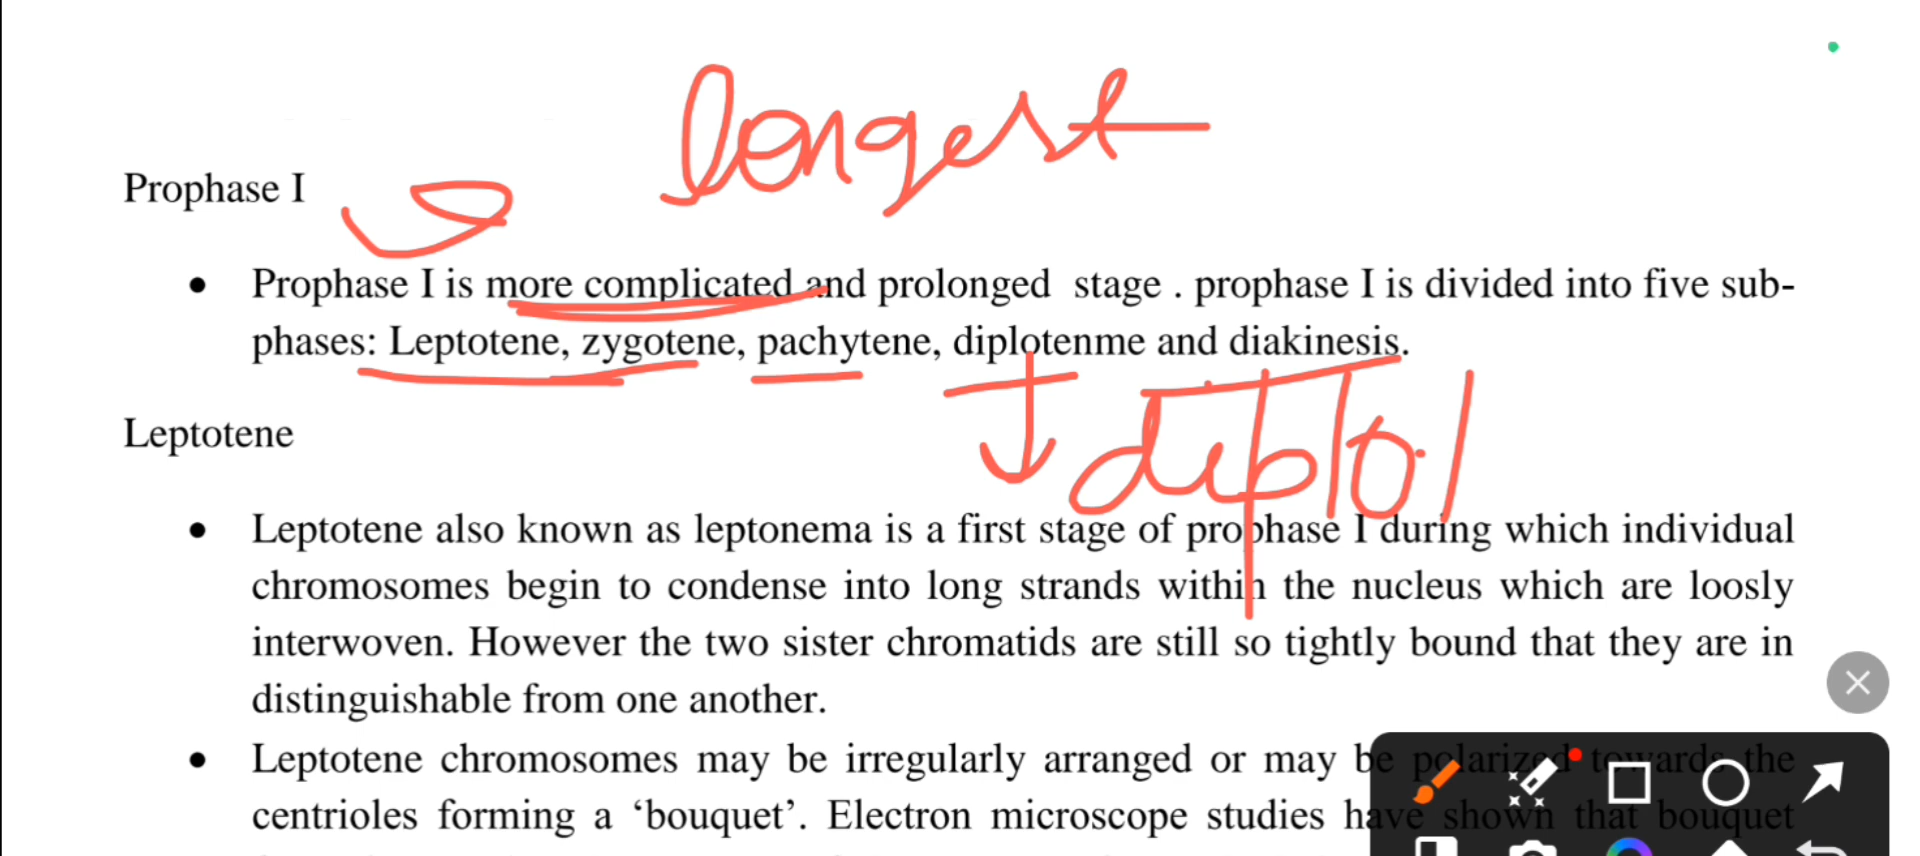 longest
Prophase I
• Prophase I is more complicated and prolonged stage . prophase I is divided into five sub-
phases: Leptotene, zygotene, pachytene, diplotenme and diakinesis.
Leptotene
• Leptotene also known as leptonema is a first stage of prophase I during which individual
chromosomes begin to condense into long strands within the nucleus which are loosly
interwoven. However the two sister chromatids are still so tightly bound that they are in
distinguishable from one another.
• Leptotene chromosomes may be irregularly arranged or may be polarized towards the
centrioles forming a ‘bouquet’. Electron microscope studies have shown that bouquet